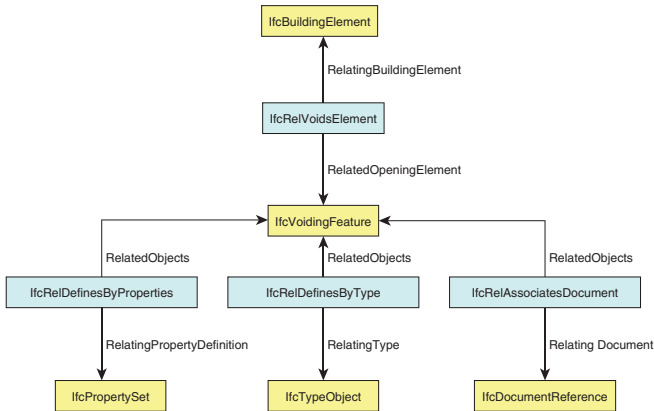 IfcBuildingElement
RelatingBuildingElement
IfcRelVoidsElement
RelatedOpeningElement
IfcVoidingFeature
RelatedObjects RelatedObjects RelatedObjects
IfcRelDefinesByProperties IfcRelDefinesByType IfcRelAssociatesDocument
RelatingPropertyDefinition RelatingType Relating Document
IfcPropertySet IfcTypeObject IfcDocumentReference